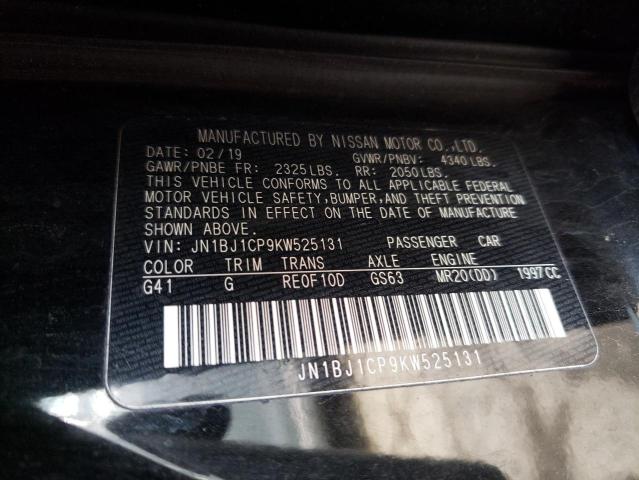 MANUFACTURED BY NISSAN MOTOR CO.,LTD.
DATE: 02/19 GVWR/PNBV: 4340 LBS.
GAWR/PNBE FR: 2325 LBS. RR: 2050 LBS.
THIS VEHICLE CONFORMS TO ALL APPLICABLE FEDERAL
MOTOR VEHICLE SAFETY, BUMPER, AND THEFT PREVENTION
STANDARDS IN EFFECT ON THE DATE OF MANUFACTURE
SHOWN ABOVE.
VIN: JN1BJ1CP9KW525131 PASSENGER CAR
COLOR TRIM TRANS AXLE ENGINE
G41 G RE0F10D GS63 MR20(DD) 1997CC
JN1BJ1CP9KW525131